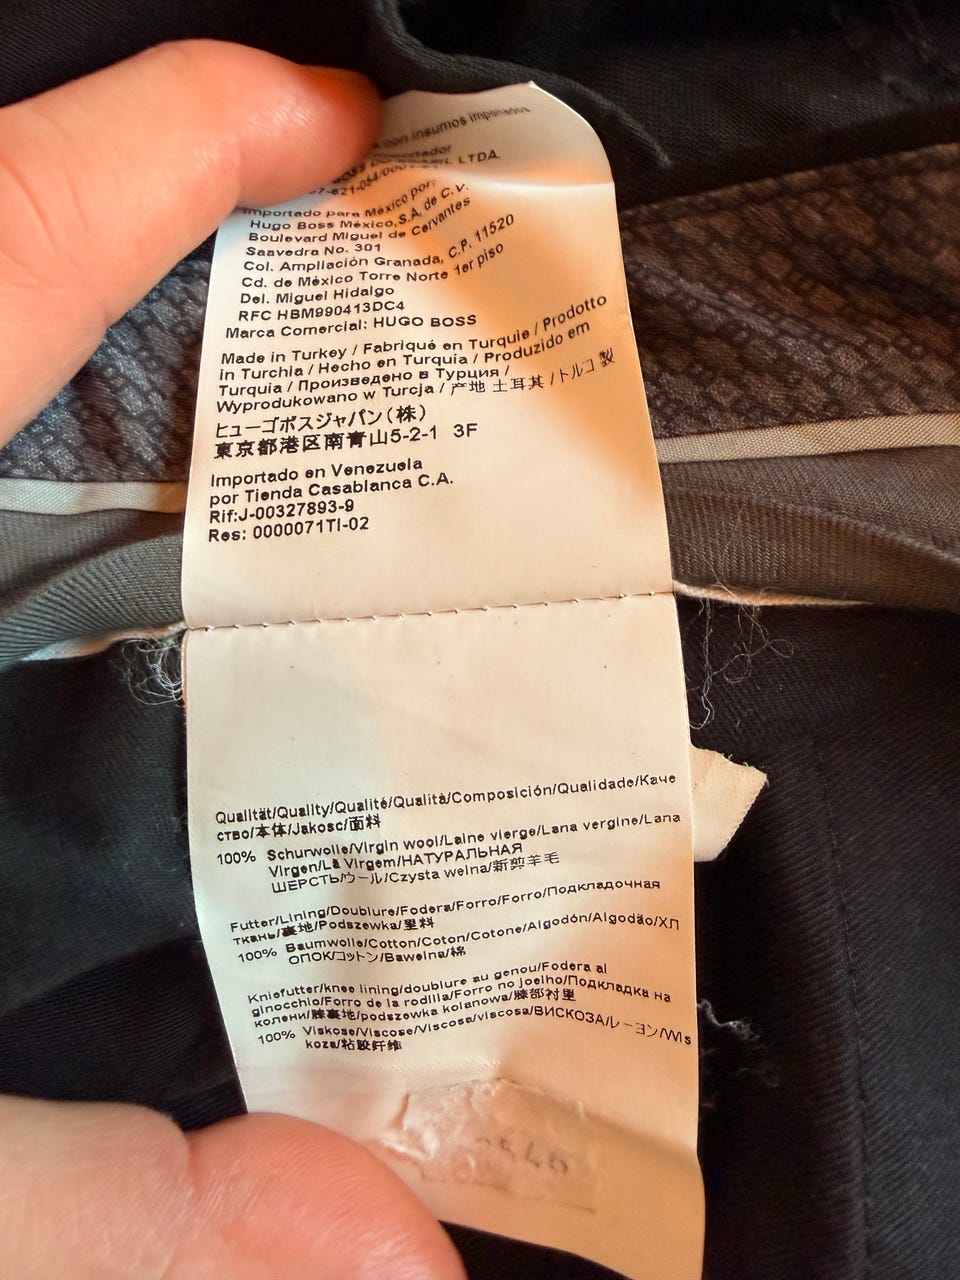 con insumos importados
LTDA.
Importado para México por:
Hugo Boss México,S.A, de C.V.
Boulevard Miguel de Cervantes
Saavedra No. 301
Col. Ampliación Granada, C.P. 11520
Cd. de México Torre Norte 1er piso
Del. Miguel Hidalgo
RFC HBM990413DC4
Marca Comercial: HUGO BOSS
Made in Turkey / Fabriqué en Turquie / Prodotto
in Turchia / Hecho en Turquía / Produzido em
Turquia / Произведено в Турции /
Wyprodukowano w Turcja / 产地 土耳其 / トルコ 製
ヒューゴボスジャパン(株)
東京都港区南青山5-2-1 3F
Importado en Venezuela
por Tienda Casablanca C.A.
Rif:J-00327893-9
Res: 0000071TI-02
Qualität/Quality/Qualité/Qualità/Composición/Qualidade/Каче
ство/本体/Jakosc/面料
100% Schurwolle/Virgin wool/Laine vierge/Lana vergine/Lana
Virgen/Lã Virgem/НАТУРАЛЬНАЯ
ШЕРСТЬ/ウール/Czysta welna/新剪羊毛
Futter/Lining/Doublure/Fodera/Forro/Forro/Подкладочная
ткань/裏地/Podszewka/里料
100% Baumwolle/Cotton/Coton/Cotone/Algodón/Algodão/ХЛ
ОПОК/コットン/Bawelna/棉
Kniefutter/knee lining/doublure au genou/Fodera al
ginocchio/Forro de la rodilla/Forro no joelho/Подкладка на
колени/膝裏地/podszewka kolanowa/膝部衬里
100% Viskose/Viscose/Viscosa/viscosa/ВИСКОЗА/レーヨン/Wis
koza/粘胶纤维